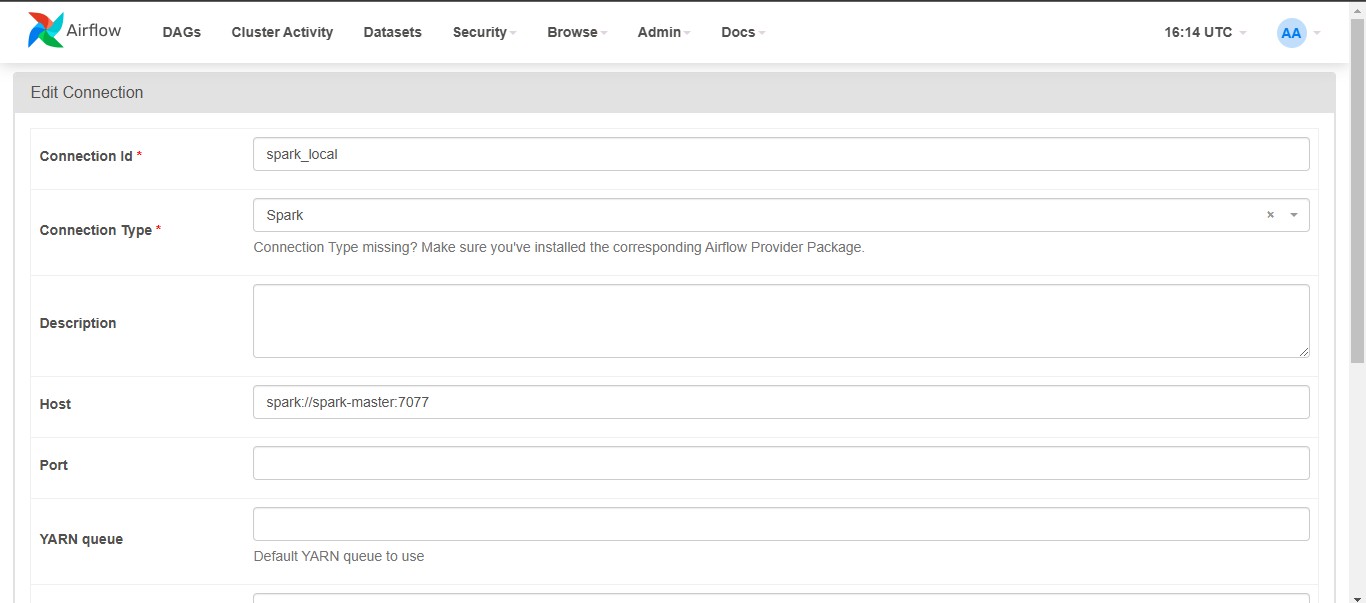 Airflow DAGs Cluster Activity Datasets Security Browse Admin Docs 16:14 UTC AA
Edit Connection
Connection Id *
spark_local
Connection Type *
Spark × 
Connection Type missing? Make sure you've installed the corresponding Airflow Provider Package.
Description
Host
spark://spark-master:7077
Port
YARN queue
Default YARN queue to use